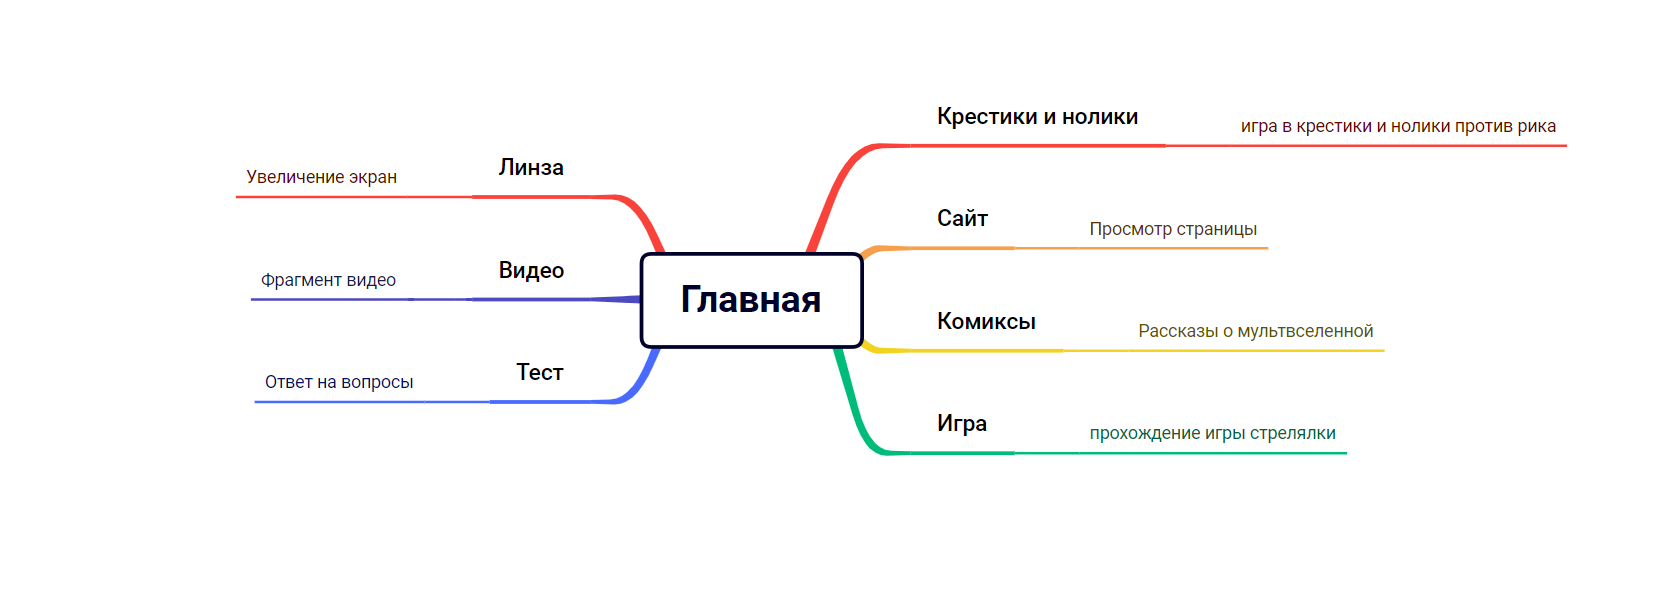 Крестики и нолики
игра в крестики и нолики против рика
Линза
Увеличение экран
Сайт
Просмотр страницы
Видео
Фрагмент видео
Главная
Комиксы
Рассказы о мультвселенной
Тест
Ответ на вопросы
Игра
прохождение игры стрелялки